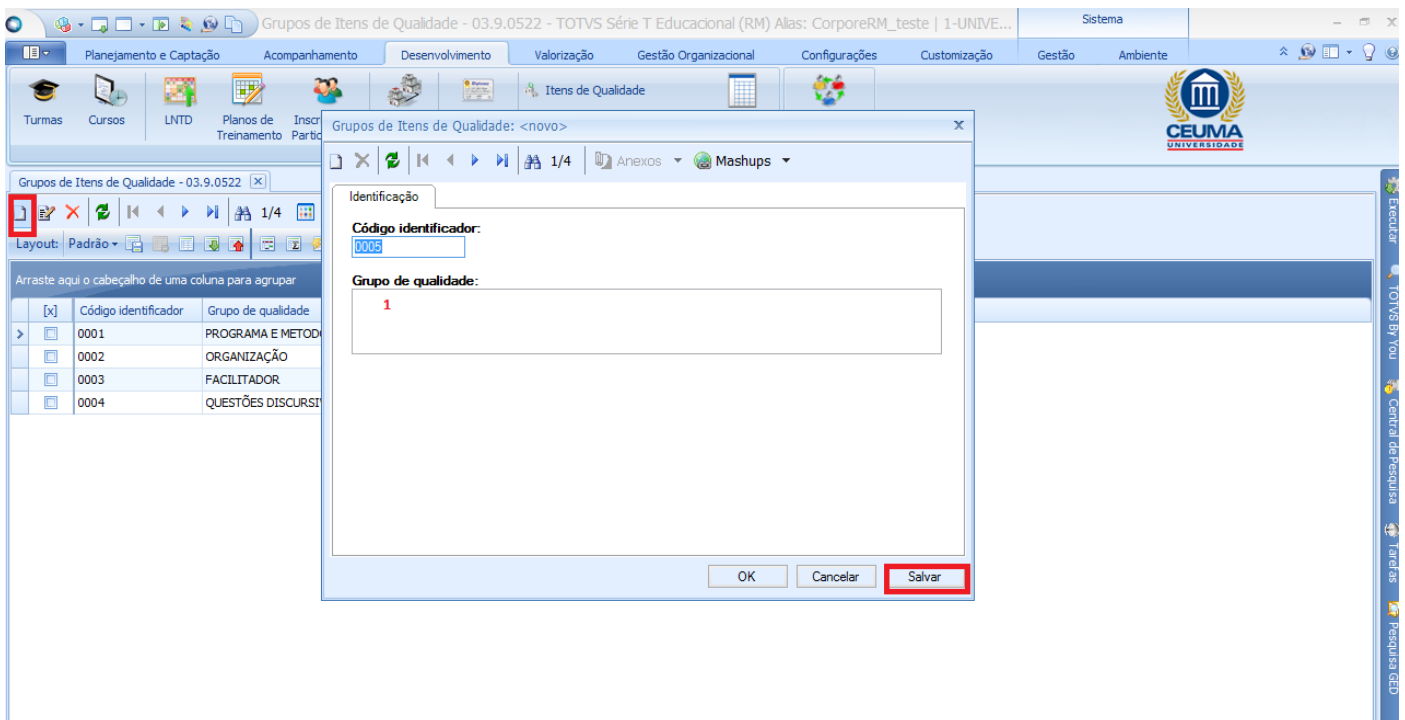 Grupos de Itens de Qualidade - 03.9.0522 - TOTVS Série T Educacional (RM) Alias: CorporeRM_teste | 1-UNIVE...
Sistema
Planejamento e Captação Acompanhamento Desenvolvimento Valorização Gestão Organizacional Configurações Customização Gestão Ambiente
Itens de Qualidade
Turmas Cursos LNTD Planos de Inscr
Treinamento Partic
CEUMA
UNIVERSIDADE
Grupos de Itens de Qualidade: <novo>
1/4 Anexos Mashups
Identificação
Código identificador:
0005
Grupo de qualidade:
1
OK Cancelar Salvar
Grupos de Itens de Qualidade - 03.9.0522
1/4
Layout: Padrão
Arraste aqui o cabeçalho de uma coluna para agrupar
[x] Código identificador Grupo de qualidade
0001 PROGRAMA E METOD
0002 ORGANIZAÇÃO
0003 FACILITADOR
0004 QUESTÕES DISCURSI
Executar
TOTVS By You
Central de Pesquisa
Tarefas
Pesquisa GED